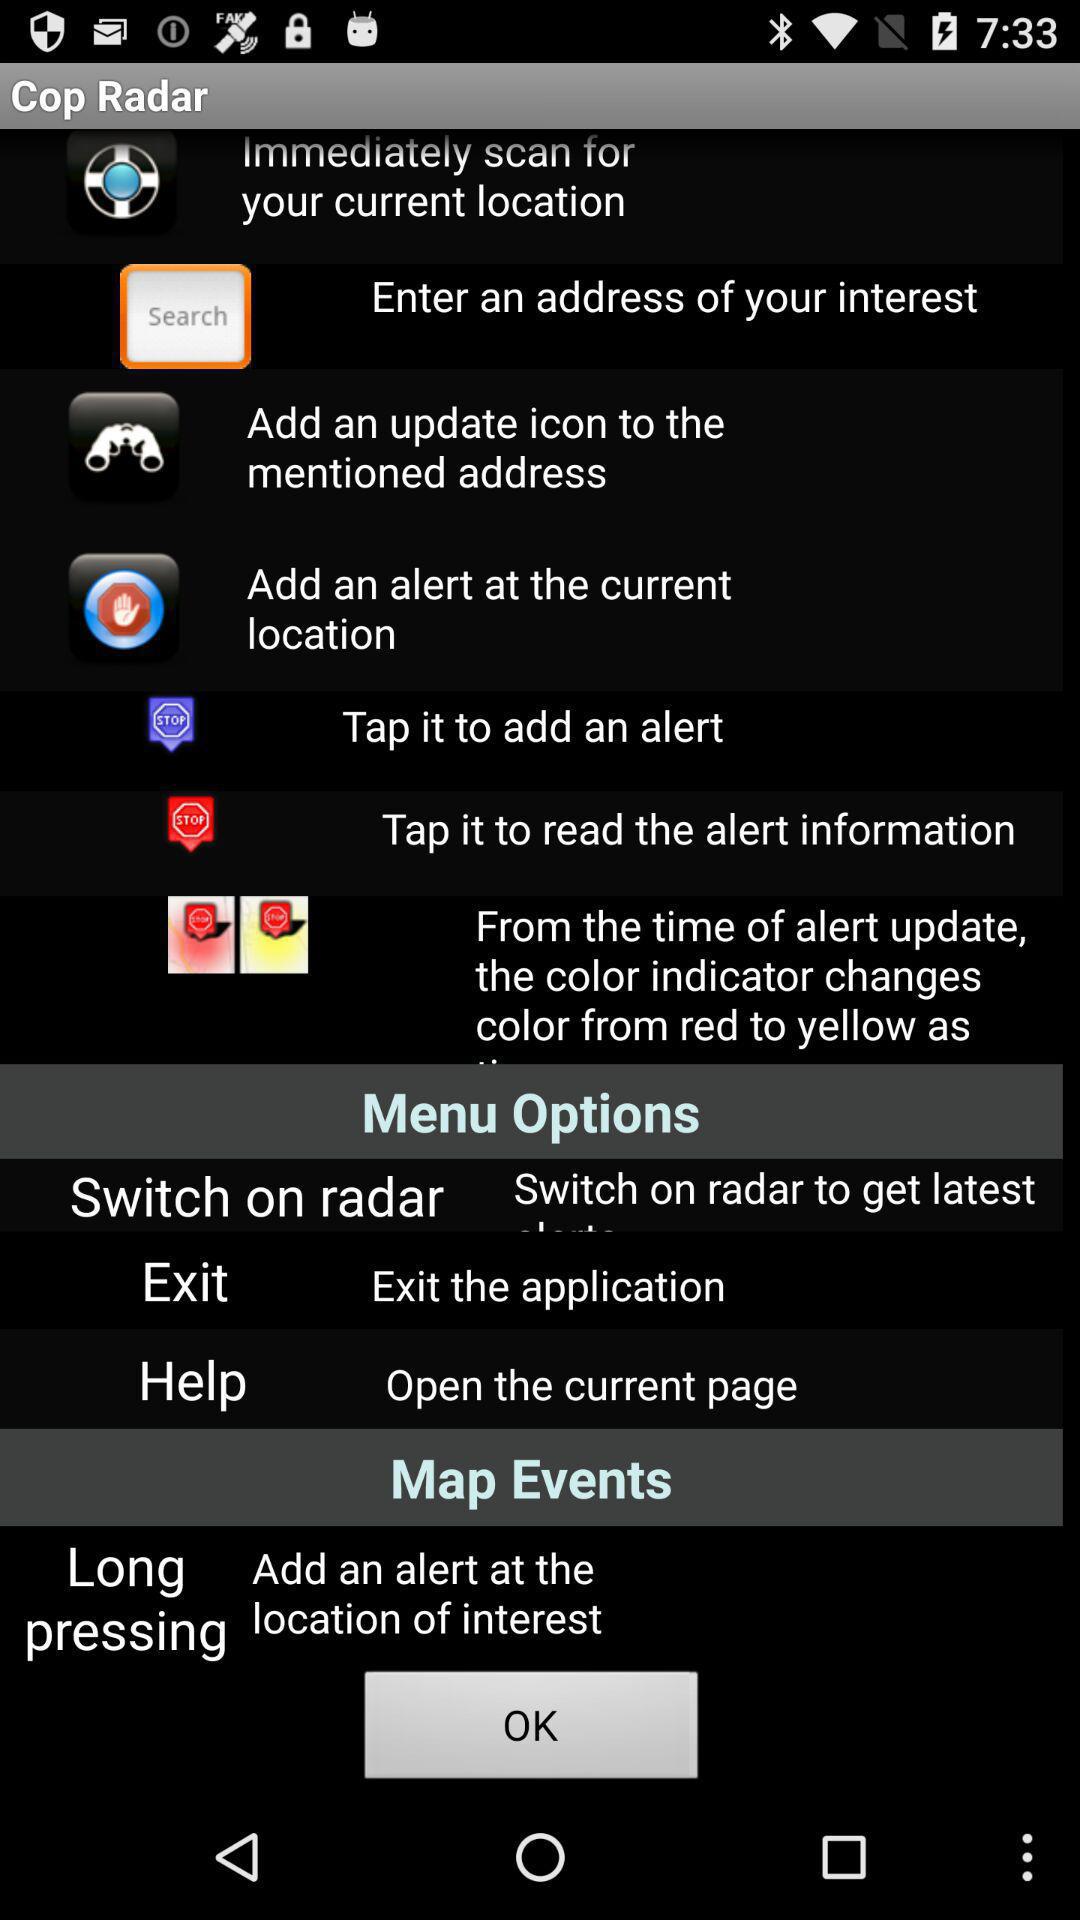 FAK
7:33
Cop Radar
Immediately scan for
your current location
Search
Enter an address of your interest
Add an update icon to the
mentioned address
Add an alert at the current
location
STOP
Tap it to add an alert
STOP
Tap it to read the alert information
STOP STOP
From the time of alert update,
the color indicator changes
color from red to yellow as
Menu Options
Switch on radar
Switch on radar to get latest
Exit
Exit the application
Help
Open the current page
Map Events
Long
pressing
Add an alert at the
location of interest
OK